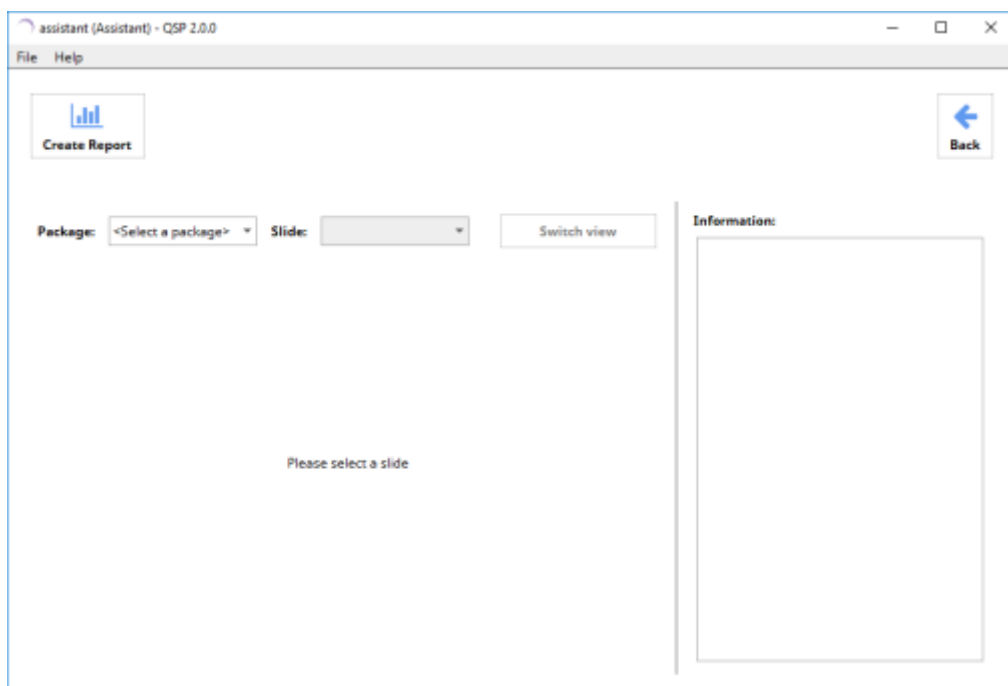 assistant (Assistant) - QSP 2.0.0
File Help
Create Report
Back
Package: <Select a package> Slide: Switch view
Information:
Please select a slide